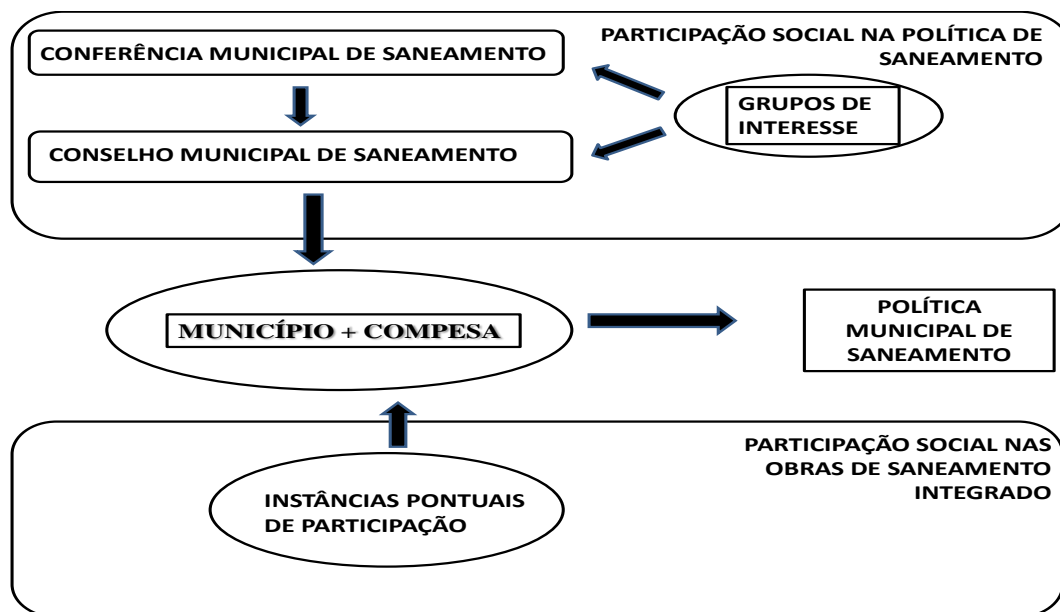 PARTICIPAÇÃO SOCIAL NA POLÍTICA DE
SANEAMENTO
CONFERÊNCIA MUNICIPAL DE SANEAMENTO
GRUPOS DE
INTERESSE
CONSELHO MUNICIPAL DE SANEAMENTO
MUNICÍPIO + COMPESA
POLÍTICA
MUNICIPAL DE
SANEAMENTO
PARTICIPAÇÃO SOCIAL NAS
OBRAS DE SANEAMENTO
INTEGRADO
INSTÂNCIAS PONTUAIS
DE PARTICIPAÇÃO